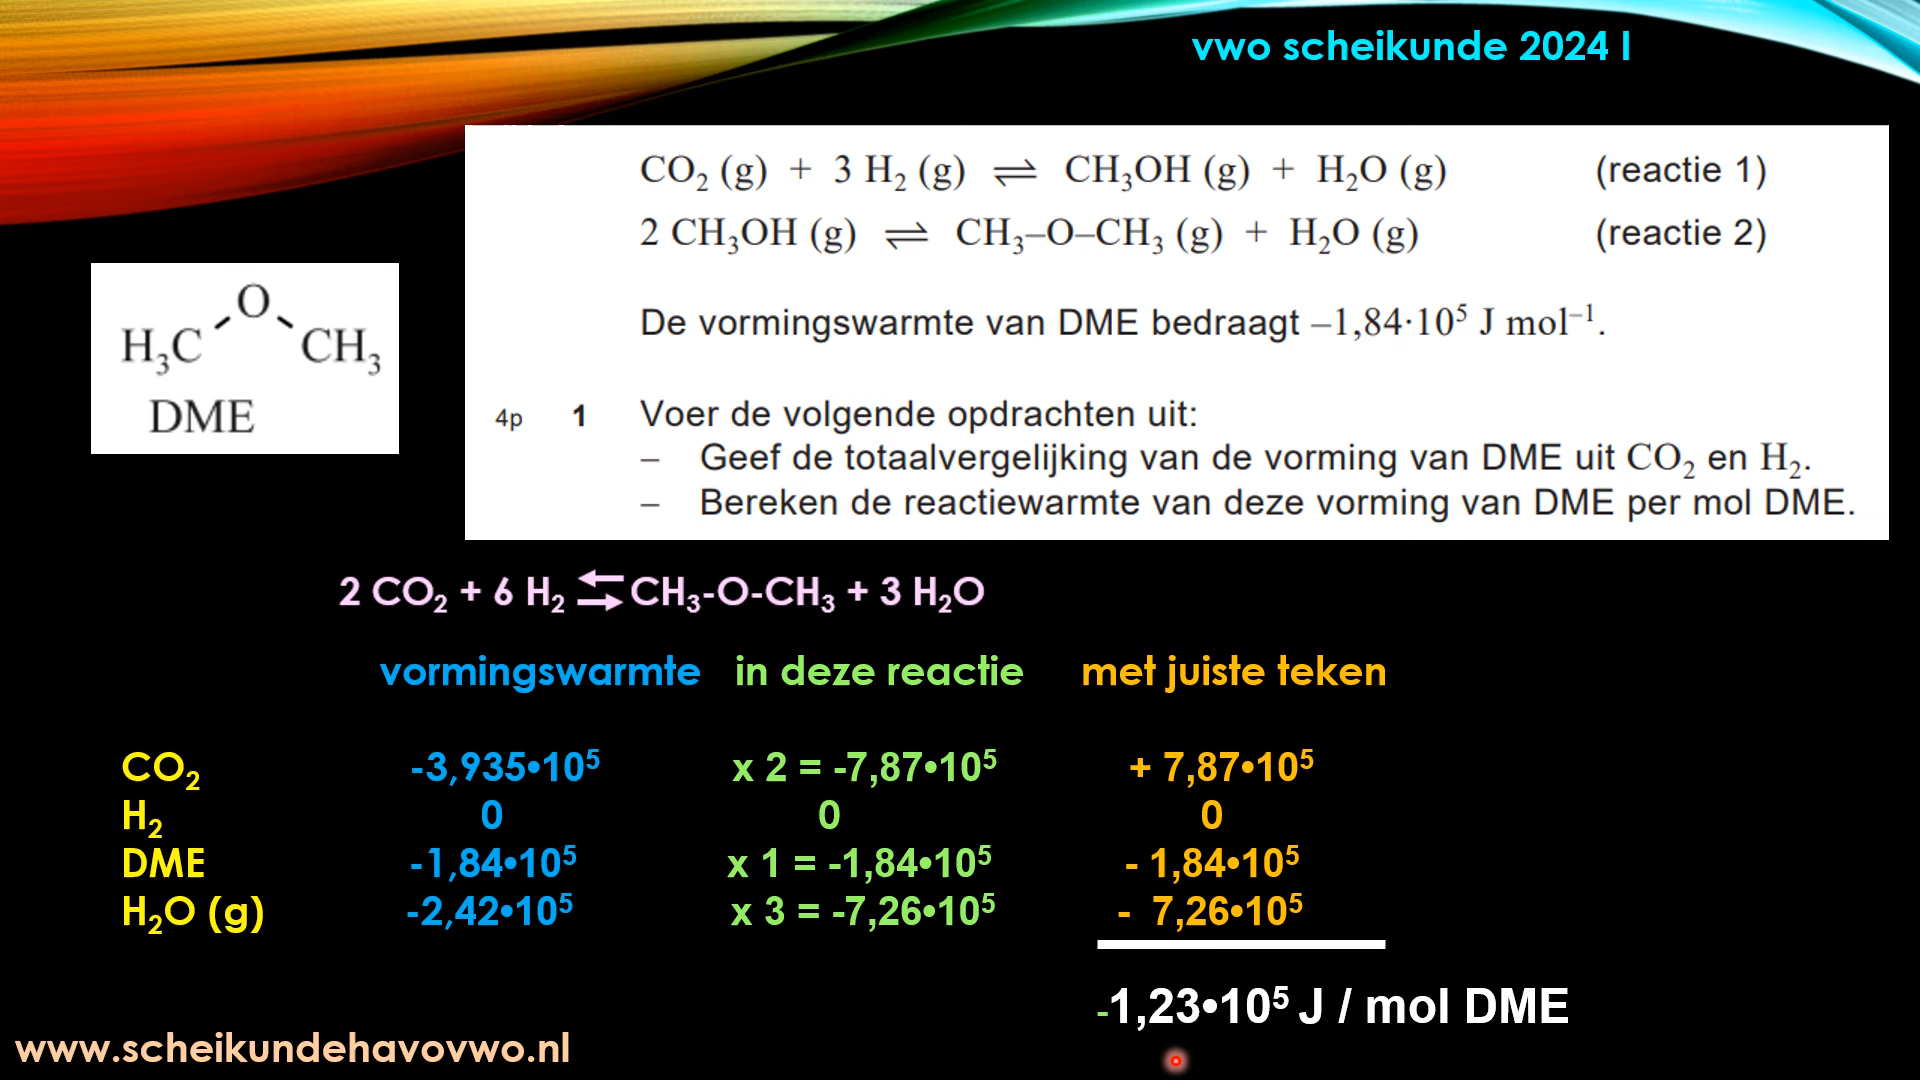 vwo scheikunde 2024 I
CO₂ (g) + 3 H₂ (g) ⇌ CH₃OH (g) + H₂O (g) (reactie 1)
2 CH₃OH (g) ⇌ CH₃–O–CH₃ (g) + H₂O (g) (reactie 2)
De vormingswarmte van DME bedraagt –1,84·10⁵ J mol⁻¹.
O
H₃C CH₃
DME
4p 1 Voer de volgende opdrachten uit:
– Geef de totaalvergelijking van de vorming van DME uit CO₂ en H₂.
– Bereken de reactiewarmte van deze vorming van DME per mol DME.
2 CO₂ + 6 H₂ ⇆ CH₃-O-CH₃ + 3 H₂O
vormingswarmte in deze reactie met juiste teken
CO₂ -3,935•10⁵ x 2 = -7,87•10⁵ + 7,87•10⁵
H₂ 0 0 0
DME -1,84•10⁵ x 1 = -1,84•10⁵ - 1,84•10⁵
H₂O (g) -2,42•10⁵ x 3 = -7,26•10⁵ - 7,26•10⁵
-1,23•10⁵ J / mol DME
www.scheikundehavovwo.nl